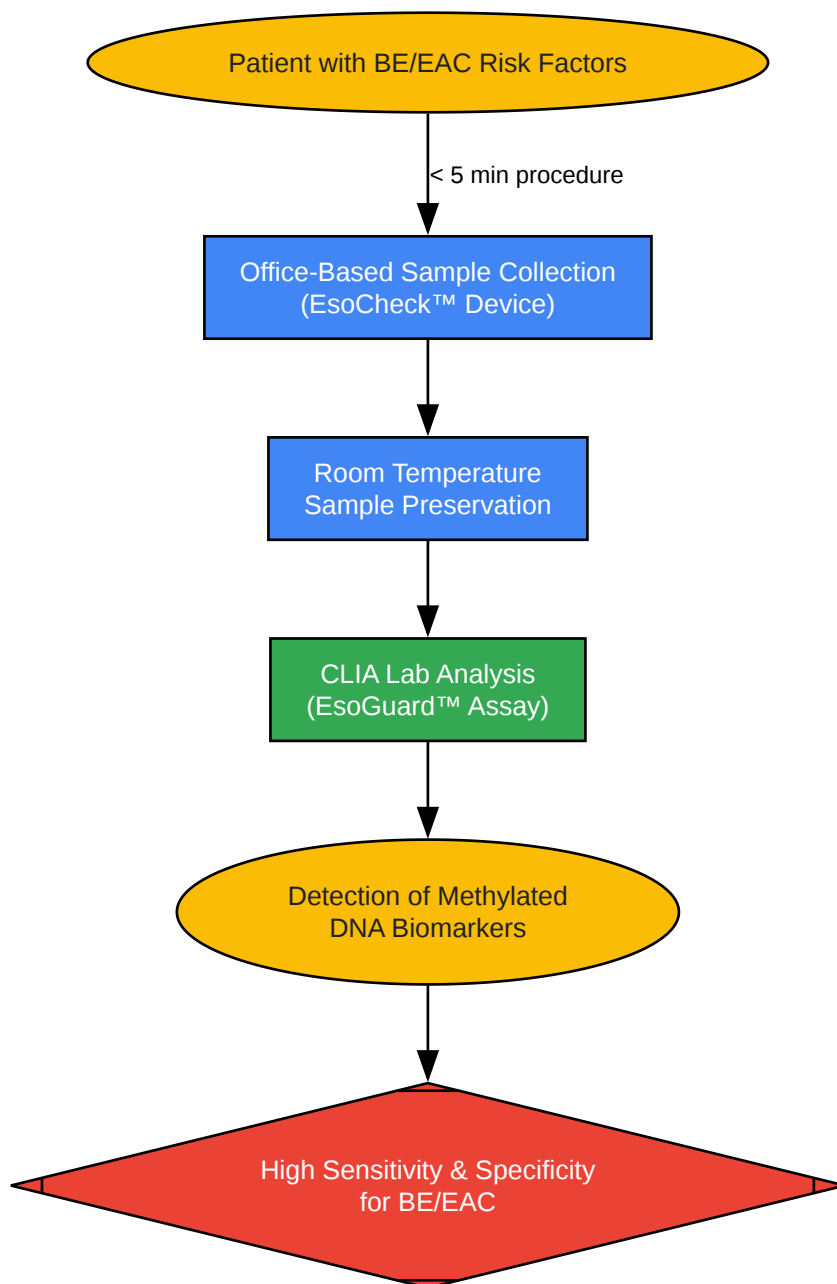 Patient with BE/EAC Risk Factors
< 5 min procedure
Office-Based Sample Collection
(EsoCheck™ Device)
Room Temperature
Sample Preservation
CLIA Lab Analysis
(EsoGuard™ Assay)
Detection of Methylated
DNA Biomarkers
High Sensitivity & Specificity
for BE/EAC